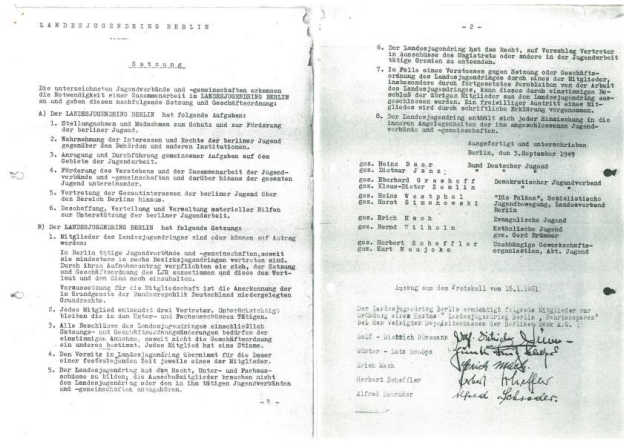 LANDESJUGENDRING BERLIN
Satzung
Die unterzeichneten Jugendverbände und -gemeinschaften erkennen
die Notwendigkeit einer Zusammenarbeit im LANDESJUGENDRING BERLIN
an und geben diesen nachfolgende Satzung und Geschäftsordnung:
A) Der LANDESJUGENDRING BERLIN hat folgende Aufgaben:
1. Stellungnahmen und Maßnahmen zum Schutz und zur Förderung
der berliner Jugend.
2. Wahrnehmung der Interessen und Rechte der berliner Jugend
gegenüber den Behörden und anderen Institutionen.
3. Anregung und Durchführung gemeinsamer Aufgaben auf dem
Gebiete der Jugendarbeit.
4. Förderung des Verstehens und der Zusammenarbeit der Jugend-
verbände und -gemeinschaften und darüber hinaus der gesamten
Jugend untereinander.
5. Vertretung der Gesamtinteressen der berliner Jugend über
den Bereich Berlins hinaus.
6. Beschaffung, Verteilung und Verwaltung materieller Hilfen
zur Unterstützung der berliner Jugendarbeit.
B) Der LANDESJUGENDRING BERLIN hat folgende Satzung:
1. Mitglieder des Landesjugendringes sind oder können auf Antrag
werden:
In Berlin tätige Jugendverbände und -gemeinschaften, soweit
sie mindestens in sechs Bezirksjugendringen vertreten sind.
Durch ihren Aufnahmeantrag verpflichten sie sich, der Satzung
und Geschäftsordnung des LJR zuzustimmen und diese dem Wort-
laut und dem Sinn nach einzuhalten.
Voraussetzung für die Mitgliedschaft ist die Anerkennung der
im Grundgesetz der Bundesrepublik Deutschland niedergelegten
Grundrechte.
2. Jedes Mitglied entsendet drei Vertreter. Unberücksichtigt
bleiben die in den Unter- und Fachausschüssen Tätigen.
3. Alle Beschlüsse des Landesjugendringes einschließlich
Satzungs- und Geschäftsordnungsänderungen bedürfen der
einstimmigen Annahme, soweit nicht die Geschäftsordnung
ein anderes bestimmt. Jedes Mitglied hat eine Stimme.
4. Den Vorsitz im Landesjugendring übernimmt für die Dauer
einer festzulegenden Zeit jeweils eines der Mitglieder.
5. Der Landesjugendring hat das Recht, Unter- und Fachaus-
schüsse zu bilden; die Ausschußmitglieder brauchen nicht
dem Landesjugendring oder den in ihm tätigen Jugendverbänden
und -gemeinschaften anzugehören.
- 2 -
6. Der Landesjugendring hat das Recht, auf Vorschlag Vertreter
in Ausschüsse des Magistrats oder andere in der Jugendarbeit
tätige Gremien zu entsenden.
7. Im Falle eines Verstosses gegen Satzung oder Geschäfts-
ordnung des Landesjugendringes durch eines der Mitglieder,
insbesondere durch fortgesetztes Fernbleiben von der Arbeit
des Landesjugendringes, kann dieses durch einstimmigen Be-
schluß der übrigen Mitglieder aus dem Landesjugendring aus-
geschlossen werden. Ein freiwilliger Austritt eines Mit-
gliedes wird durch schriftliche Erklärung vorgenommen.
8. Der Landesjugendring enthält sich jeder Einmischung in die
inneren Angelegenheiten der ihm angeschlossenen Jugend-
verbände und -gemeinschaften.
Ausgefertigt und unterschrieben
Berlin, den 5.September 1949
gez. Heinz Baer Bund Deutscher Jugend
gez. Dietmar Jans "
gez. Eberhard Grashoff Demokratischer Jugendverband
gez. Klaus-Dieter Zemlin "
gez. Heinz Westphol "Die Falken", Sozialistische
gez. Horst Simanowski Jugendbewegung, Landesverband
Berlin
gez. Erich Mach Evangelische Jugend
gez. Bernd Wilholm Katholische Jugend
gez. Gerd Brämer
gez. Herbert Scheffler Unabhängige Gewerkschafts-
gez. Kurt Noujoks organisation, Abt. Jugend
Auszug aus dem Protokoll vom 15.1.1951
Der Landesjugendring Berlin ermächtigt folgende Mitglieder zur
Gründung eines Kontos "Landesjugendring Berlin, Fahrtenspende"
bei der
Rolf - Dietrich
Günter - Lutz
Erich Mach Erich Mach.
Herbert Scheffler Herbert Scheffler
Alfred Schröder Alfred Schröder.